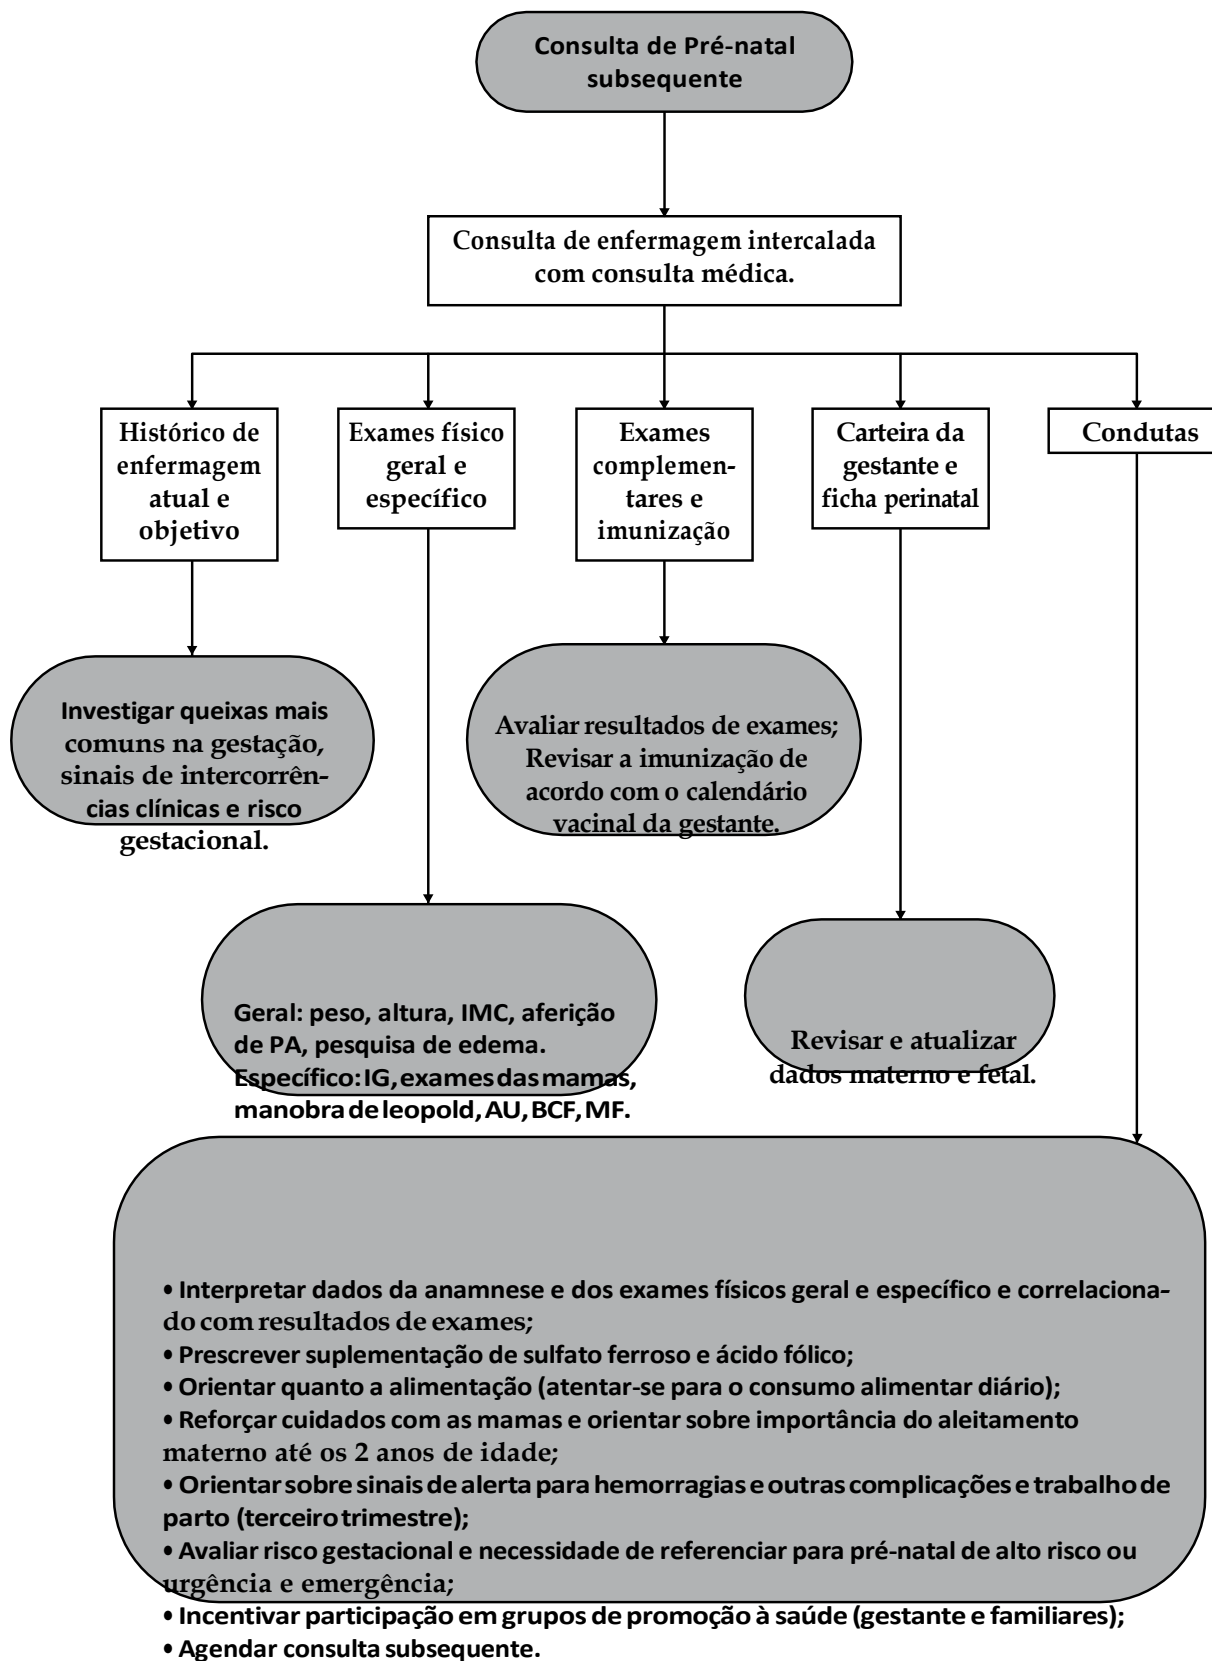 Consulta de Pré-natal
subsequente
Consulta de enfermagem intercalada
com consulta médica.
Histórico de
enfermagem
atual e
objetivo
Exames físico
geral e
específico
Exames
complemen-
tares e
imunização
Carteira da
gestante e
ficha perinatal
Condutas
Investigar queixas mais
comuns na gestação,
sinais de intercorrên-
cias clínicas e risco
gestacional.
Avaliar resultados de exames;
Revisar a imunização de
acordo com o calendário
vacinal da gestante.
Geral: peso, altura, IMC, aferição
de PA, pesquisa de edema.
Específico: IG, exames das mamas,
manobra de leopold, AU, BCF, MF.
Revisar e atualizar
dados materno e fetal.
• Interpretar dados da anamnese e dos exames físicos geral e específico e correlaciona-
do com resultados de exames;
• Prescrever suplementação de sulfato ferroso e ácido fólico;
• Orientar quanto a alimentação (atentar-se para o consumo alimentar diário);
• Reforçar cuidados com as mamas e orientar sobre importância do aleitamento
materno até os 2 anos de idade;
• Orientar sobre sinais de alerta para hemorragias e outras complicações e trabalho de
parto (terceiro trimestre);
• Avaliar risco gestacional e necessidade de referenciar para pré-natal de alto risco ou
urgência e emergência;
• Incentivar participação em grupos de promoção à saúde (gestante e familiares);
• Agendar consulta subsequente.